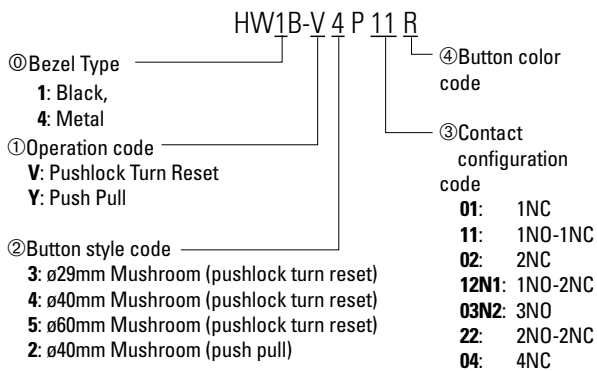 HW1B-V 4 P 11 R
⓪Bezel Type
1: Black,
4: Metal
①Operation code
V: Pushlock Turn Reset
Y: Push Pull
②Button style code
3: ø29mm Mushroom (pushlock turn reset)
4: ø40mm Mushroom (pushlock turn reset)
5: ø60mm Mushroom (pushlock turn reset)
2: ø40mm Mushroom (push pull)
④Button color
code
③Contact
configuration
code
01: 1NC
11: 1NO-1NC
02: 2NC
12N1: 1NO-2NC
03N2: 3NO
22: 2NO-2NC
04: 4NC